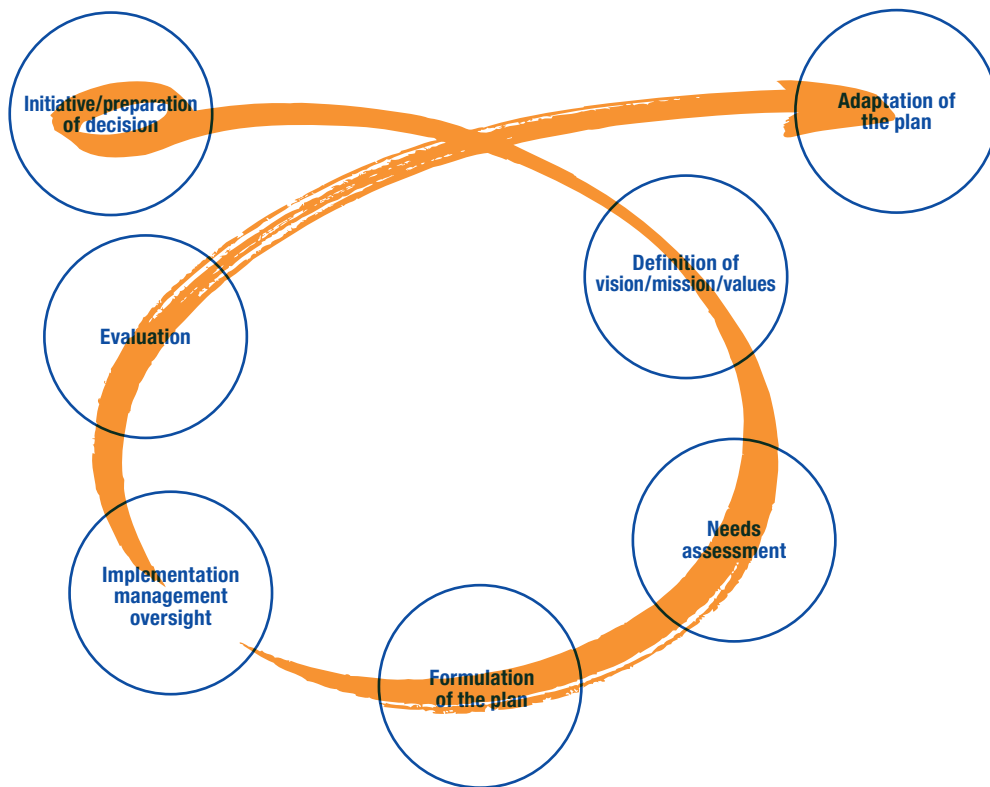 Initiative/preparation
of decision
Adaptation of
the plan
Definition of
vision/mission/values
Evaluation
Needs
assessment
Implementation
management
oversight
Formulation
of the plan